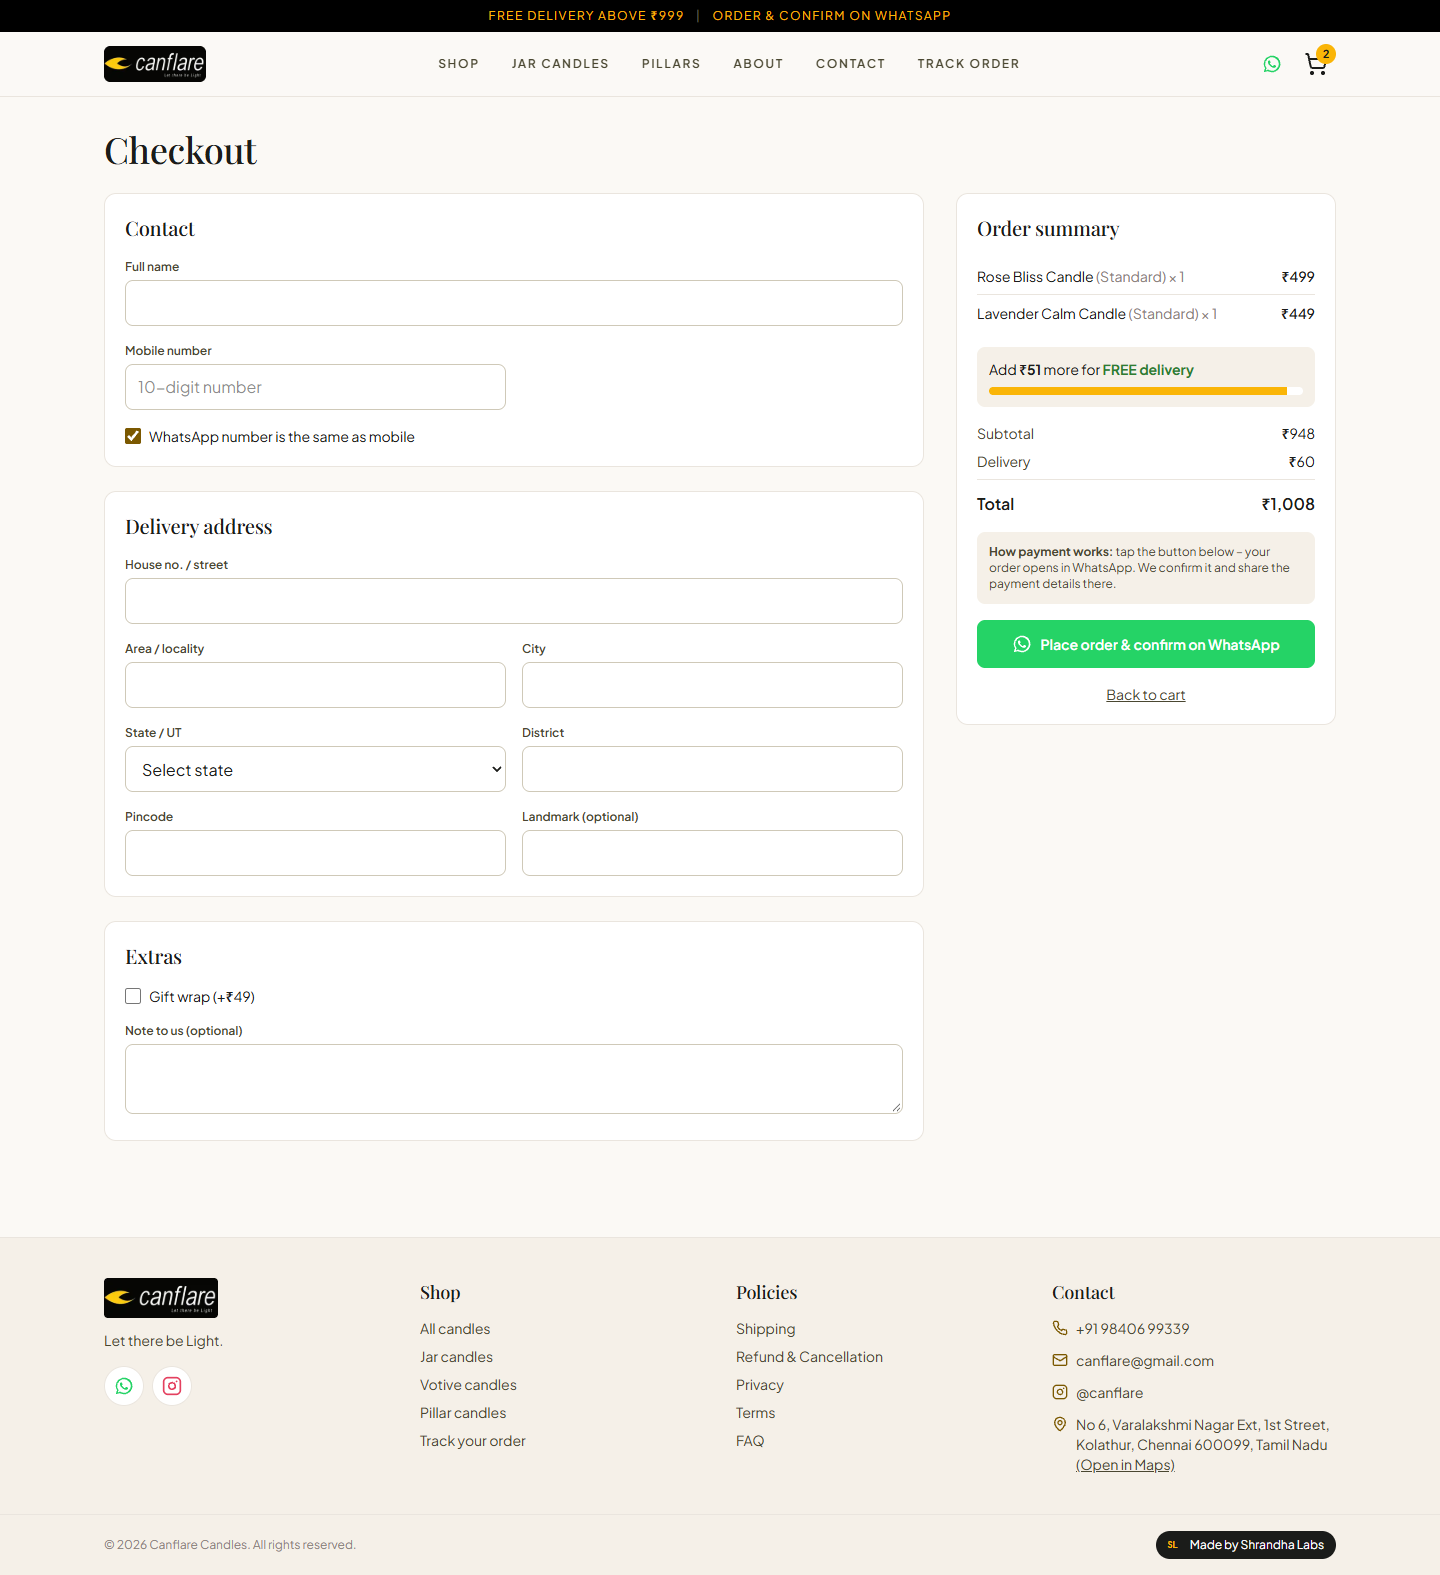 FREE DELIVERY ABOVE ₹999 | ORDER & CONFIRM ON WHATSAPP
canflare
Let there be Light
SHOP JAR CANDLES PILLARS ABOUT CONTACT TRACK ORDER
2
Checkout
Contact
Full name
Mobile number
10-digit number
WhatsApp number is the same as mobile
Delivery address
House no. / street
Area / locality
City
State / UT
Select state
District
Pincode
Landmark (optional)
Extras
Gift wrap (+₹49)
Note to us (optional)
Order summary
Rose Bliss Candle (Standard) × 1 ₹499
Lavender Calm Candle (Standard) × 1 ₹449
Add ₹51 more for FREE delivery
Subtotal ₹948
Delivery ₹60
Total ₹1,008
How payment works: tap the button below – your
order opens in WhatsApp. We confirm it and share the
payment details there.
Place order & confirm on WhatsApp
Back to cart
canflare
Let there be Light
Let there be Light.
Shop
All candles
Jar candles
Votive candles
Pillar candles
Track your order
Policies
Shipping
Refund & Cancellation
Privacy
Terms
FAQ
Contact
+91 98406 99339
canflare@gmail.com
@canflare
No 6, Varalakshmi Nagar Ext, 1st Street,
Kolathur, Chennai 600099, Tamil Nadu
(Open in Maps)
© 2026 Canflare Candles. All rights reserved.
SL Made by Shrandha Labs